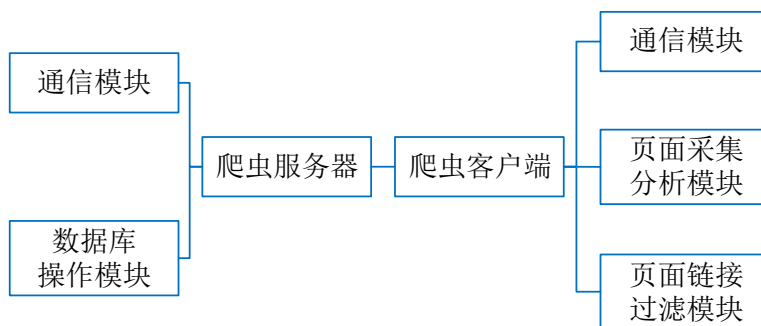 通信模块
通信模块
爬虫服务器
爬虫客户端
页面采集
分析模块
数据库
操作模块
页面链接
过滤模块